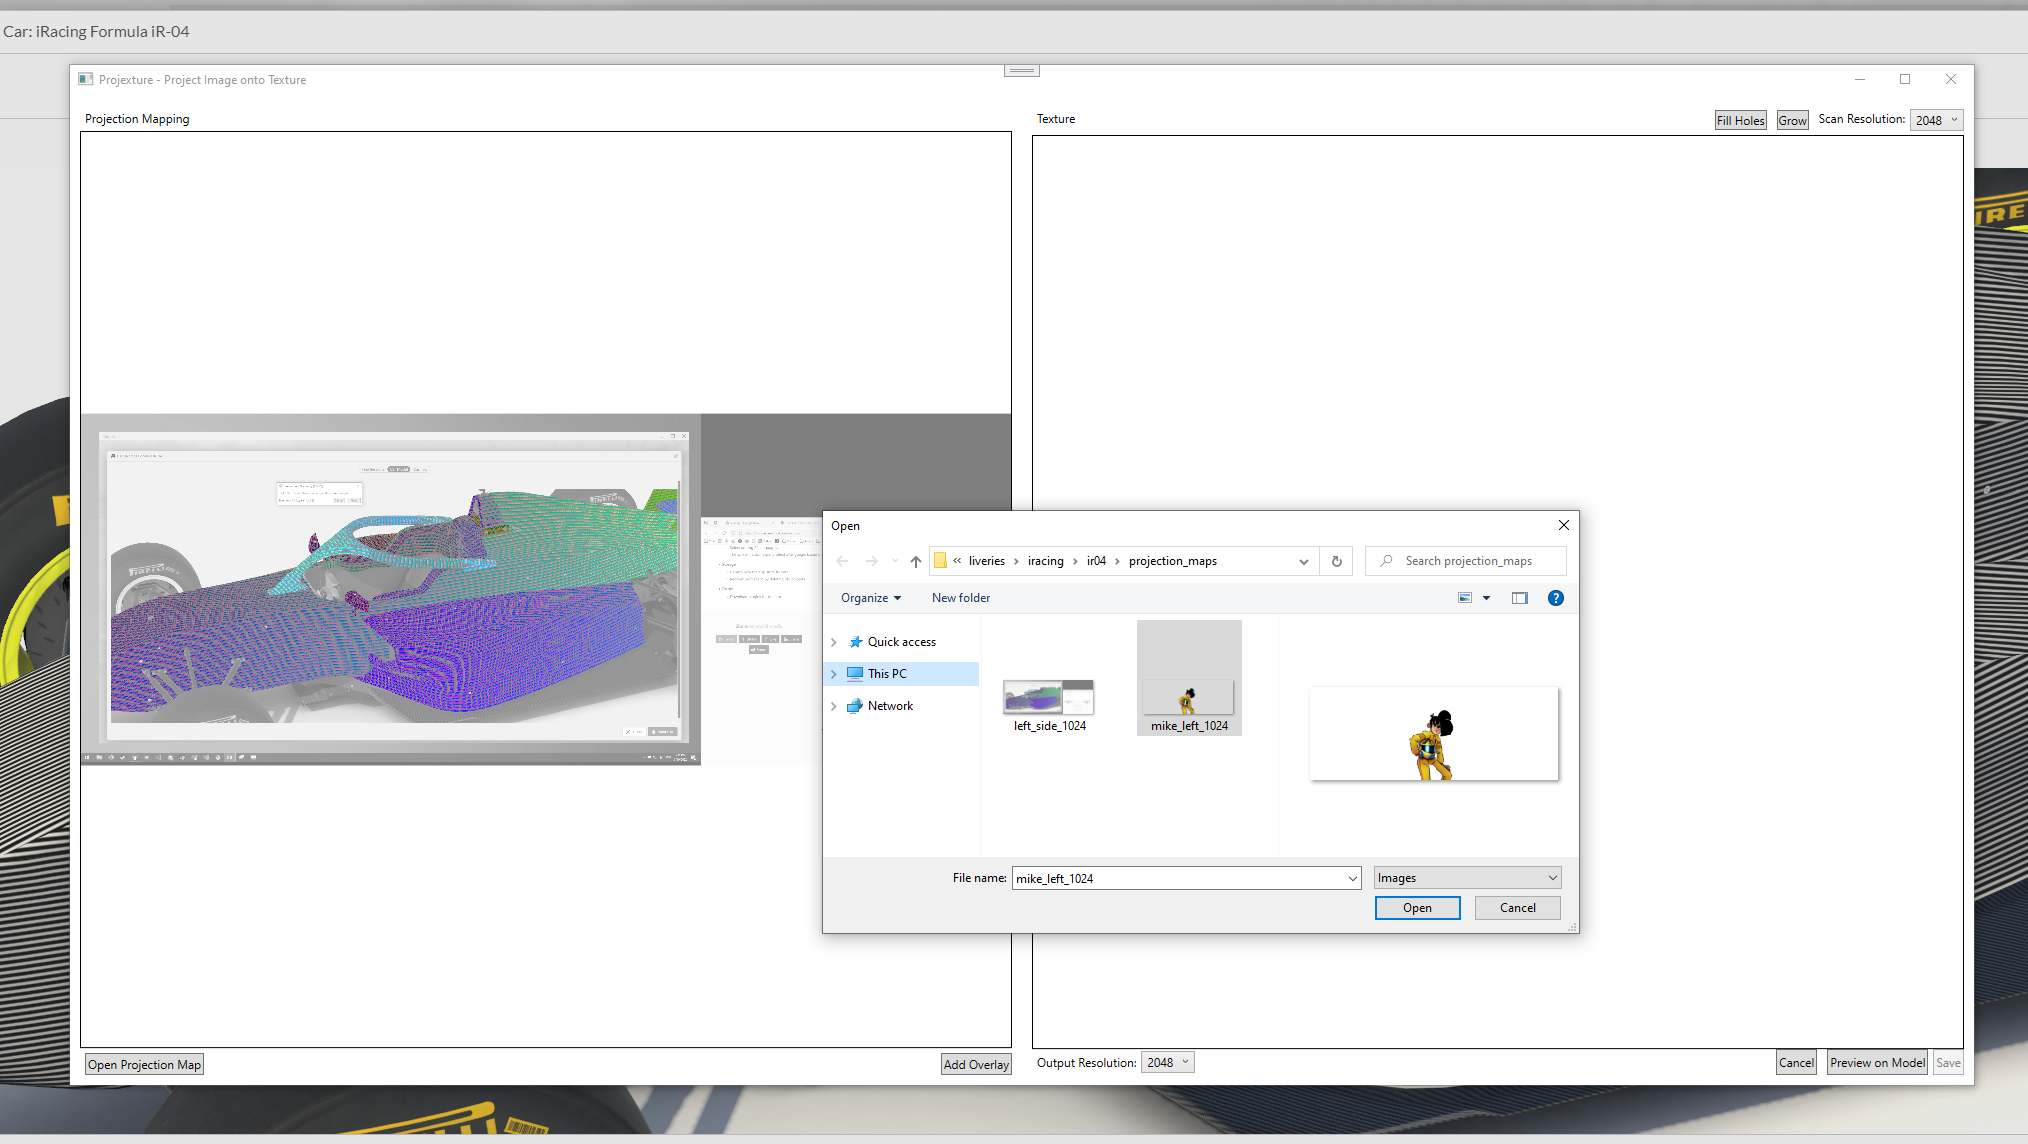 Car: iRacing Formula iR-04
Projexture - Project Image onto Texture
Projection Mapping
Texture
Fill Holes
Grow
Scan Resolution:
2048
Open
« liveries › iracing › ir04 › projection_maps
Search projection_maps
Organize
New folder
?
Quick access
This PC
Network
left_side_1024
mike_left_1024
File name:
mike_left_1024
Images
Open
Cancel
Open Projection Map
Add Overlay
Output Resolution:
2048
Cancel
Preview on Model
Save